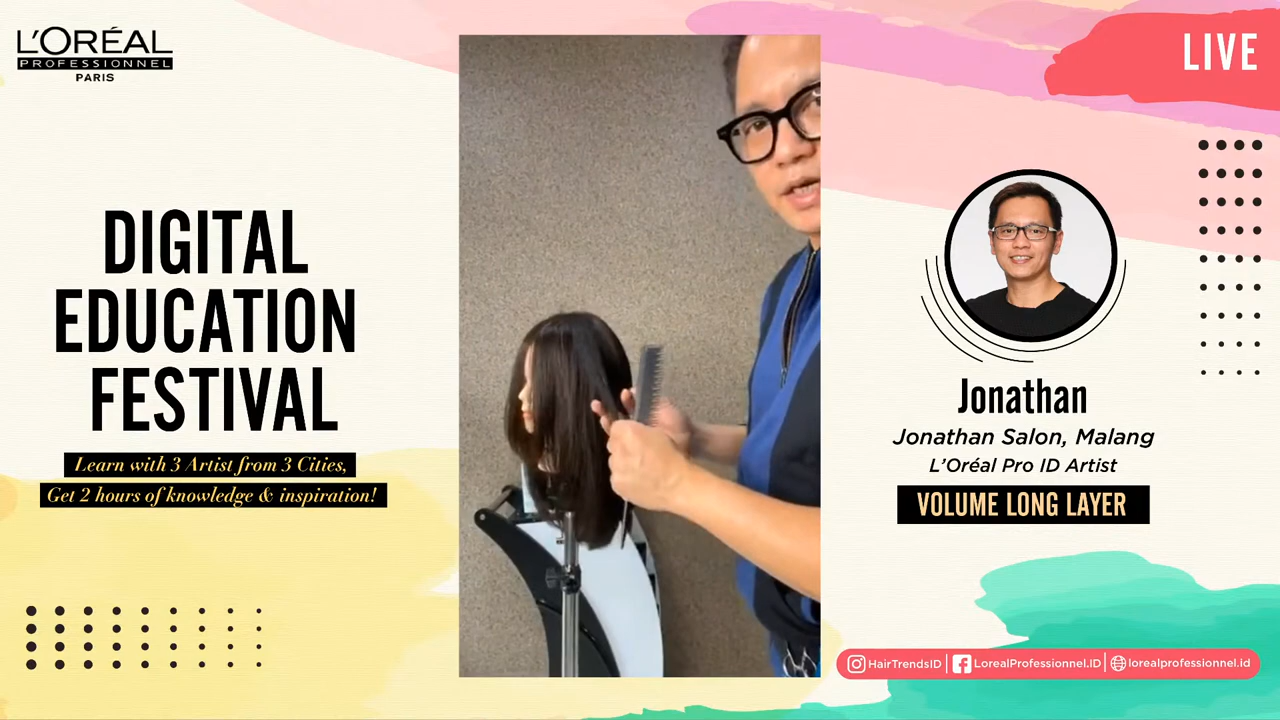 L'ORÉAL
PROFESSIONNEL
PARIS
LIVE
DIGITAL
EDUCATION
FESTIVAL
Learn with 3 Artist from 3 Cities,
Get 2 hours of knowledge & inspiration!
Jonathan
Jonathan Salon, Malang
L'Oréal Pro ID Artist
VOLUME LONG LAYER
HairTrendsID | LorealProfessionnel.ID | lorealprofessionnel.id